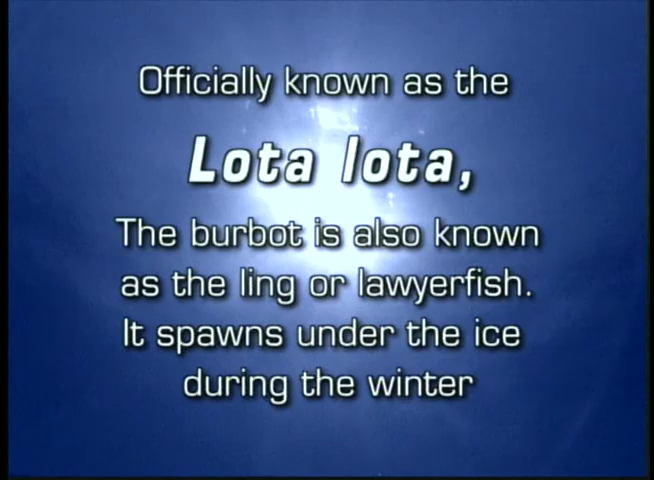 Officially known as the
Lota lota,
The burbot is also known
as the ling or lawyerfish.
It spawns under the ice
during the winter